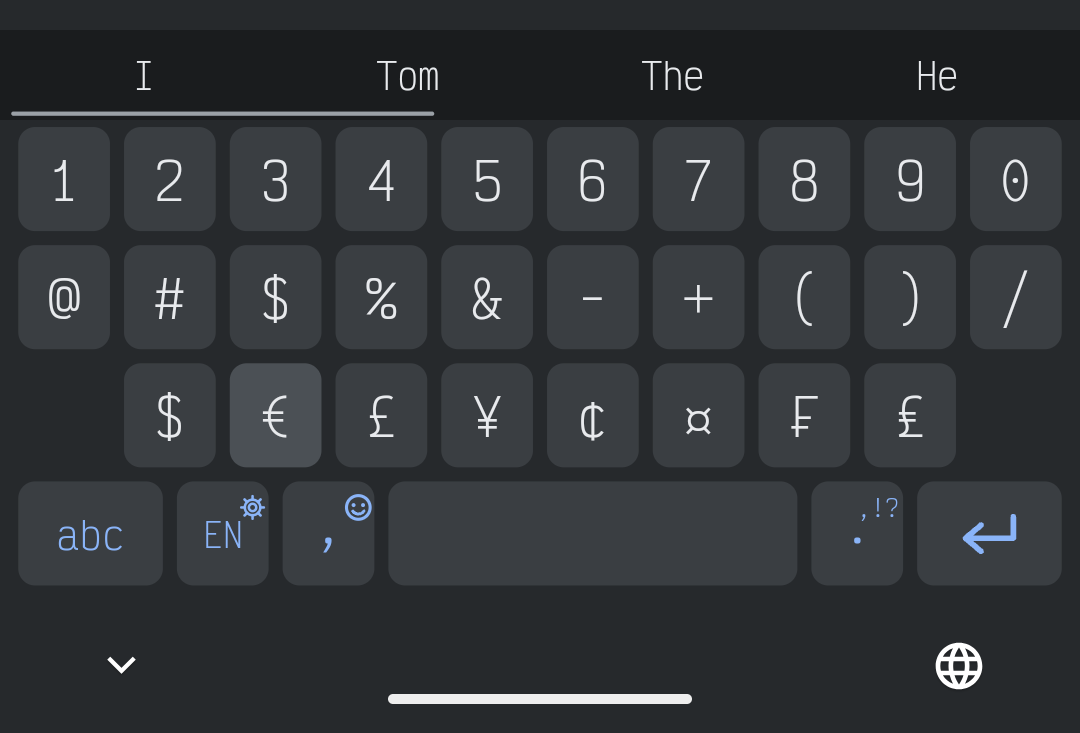 I Tom The He
1 2 3 4 5 6 7 8 9 0
@ # $ % & - + ( ) /
$ € £ ¥ ¢ ¤ ₣ ₤
abc EN , . ,!?